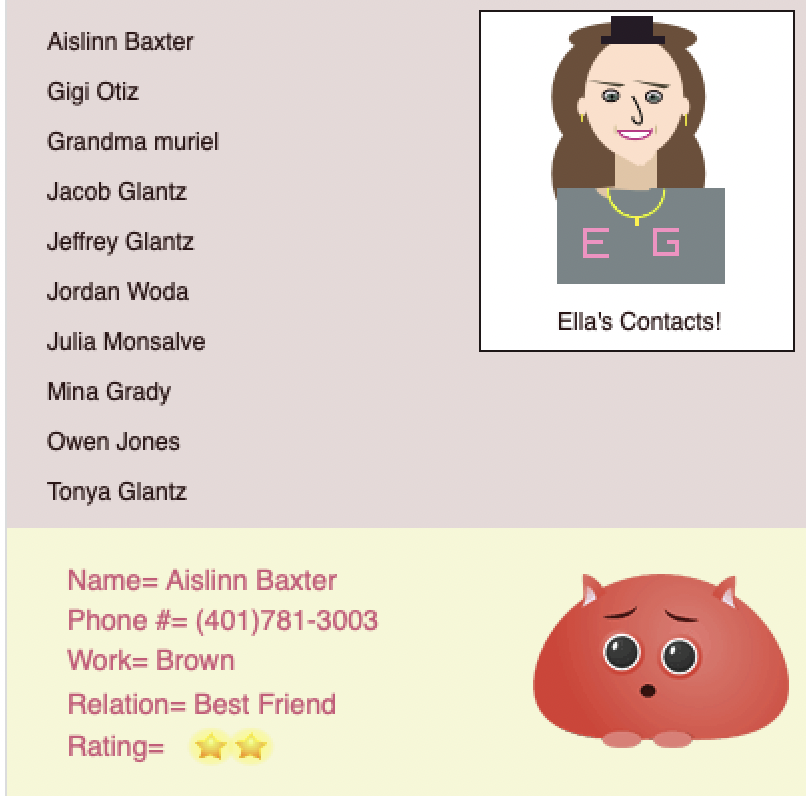 Aislinn Baxter
Gigi Otiz
Grandma muriel
Jacob Glantz
Jeffrey Glantz
Jordan Woda
Julia Monsalve
Mina Grady
Owen Jones
Tonya Glantz
E G
Ella's Contacts!
Name= Aislinn Baxter
Phone #= (401)781-3003
Work= Brown
Relation= Best Friend
Rating=